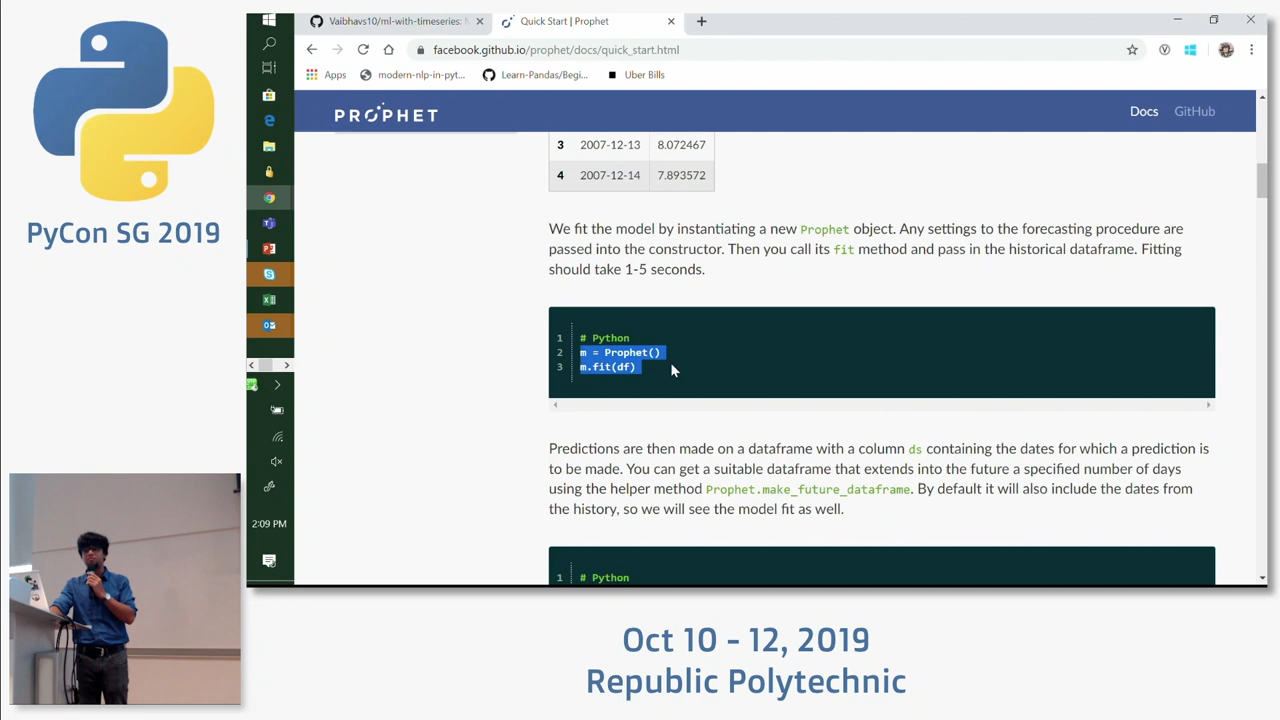 PyCon SG 2019
Vaibhavs10/ml-with-timeseries:
Quick Start | Prophet
facebook.github.io/prophet/docs/quick_start.html
Apps
modern-nlp-in-pyt...
Learn-Pandas/Begi...
Uber Bills
PROPHET
Docs
GitHub
3 2007-12-13 8.072467
4 2007-12-14 7.893572
We fit the model by instantiating a new Prophet object. Any settings to the forecasting procedure are
passed into the constructor. Then you call its fit method and pass in the historical dataframe. Fitting
should take 1-5 seconds.
1 # Python
2 m = Prophet()
3 m.fit(df)
Predictions are then made on a dataframe with a column ds containing the dates for which a prediction is
to be made. You can get a suitable dataframe that extends into the future a specified number of days
using the helper method Prophet.make_future_dataframe. By default it will also include the dates from
the history, so we will see the model fit as well.
1 # Python
2:09 PM
Oct 10 - 12, 2019
Republic Polytechnic